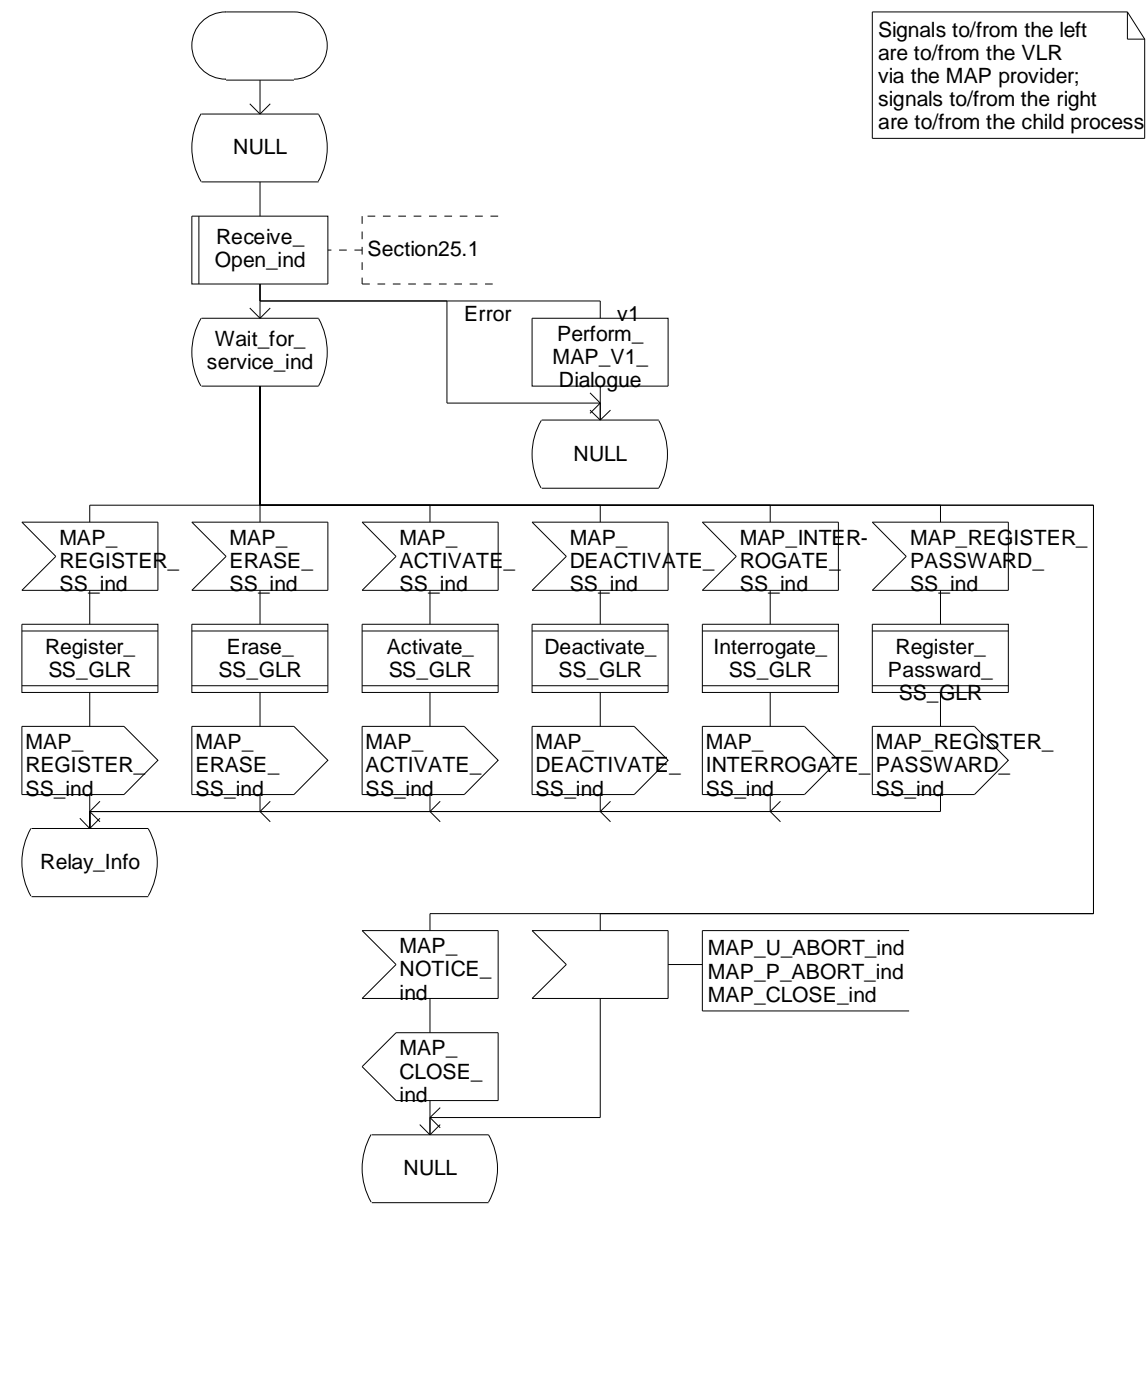 Signals to/from the left
are to/from the VLR
via the MAP provider;
signals to/from the right
are to/from the child process
NULL
Receive_
Open_ind
Section25.1
Error
v1
Wait_for_
service_ind
Perform_
MAP_V1_
Dialogue
NULL
MAP_
REGISTER_
SS_ind
MAP_
ERASE_
SS_ind
MAP_
ACTIVATE_
SS_ind
MAP_
DEACTIVATE_
SS_ind
MAP_INTER-
ROGATE_
SS_ind
MAP_REGISTER_
PASSWARD_
SS_ind
Register_
SS_GLR
Erase_
SS_GLR
Activate_
SS_GLR
Deactivate_
SS_GLR
Interrogate_
SS_GLR
Register_
Passward_
SS_GLR
MAP_
REGISTER_
SS_ind
MAP_
ERASE_
SS_ind
MAP_
ACTIVATE_
SS_ind
MAP_
DEACTIVATE_
SS_ind
MAP_
INTERROGATE_
SS_ind
MAP_REGISTER_
PASSWARD_
SS_ind
Relay_Info
MAP_
NOTICE_
ind
MAP_U_ABORT_ind
MAP_P_ABORT_ind
MAP_CLOSE_ind
MAP_
CLOSE_
ind
NULL